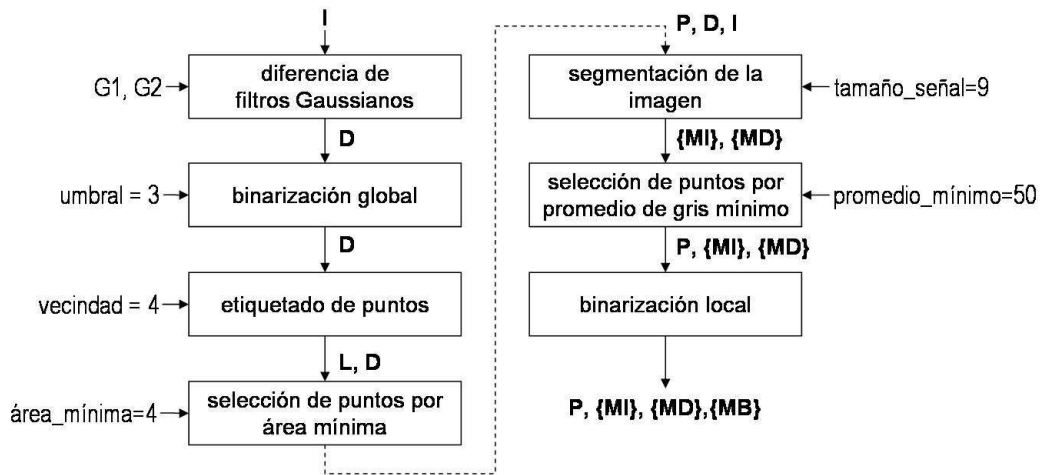 I
diferencia de
filtros Gaussianos
G1, G2
D
umbral = 3
binarización global
D
vecindad = 4
etiquetado de puntos
L, D
área_mínima=4
selección de puntos por
área mínima
P, D, I
segmentación de la
imagen
tamaño_señal=9
{MI}, {MD}
selección de puntos por
promedio de gris mínimo
promedio_mínimo=50
P, {MI}, {MD}
binarización local
P, {MI}, {MD},{MB}